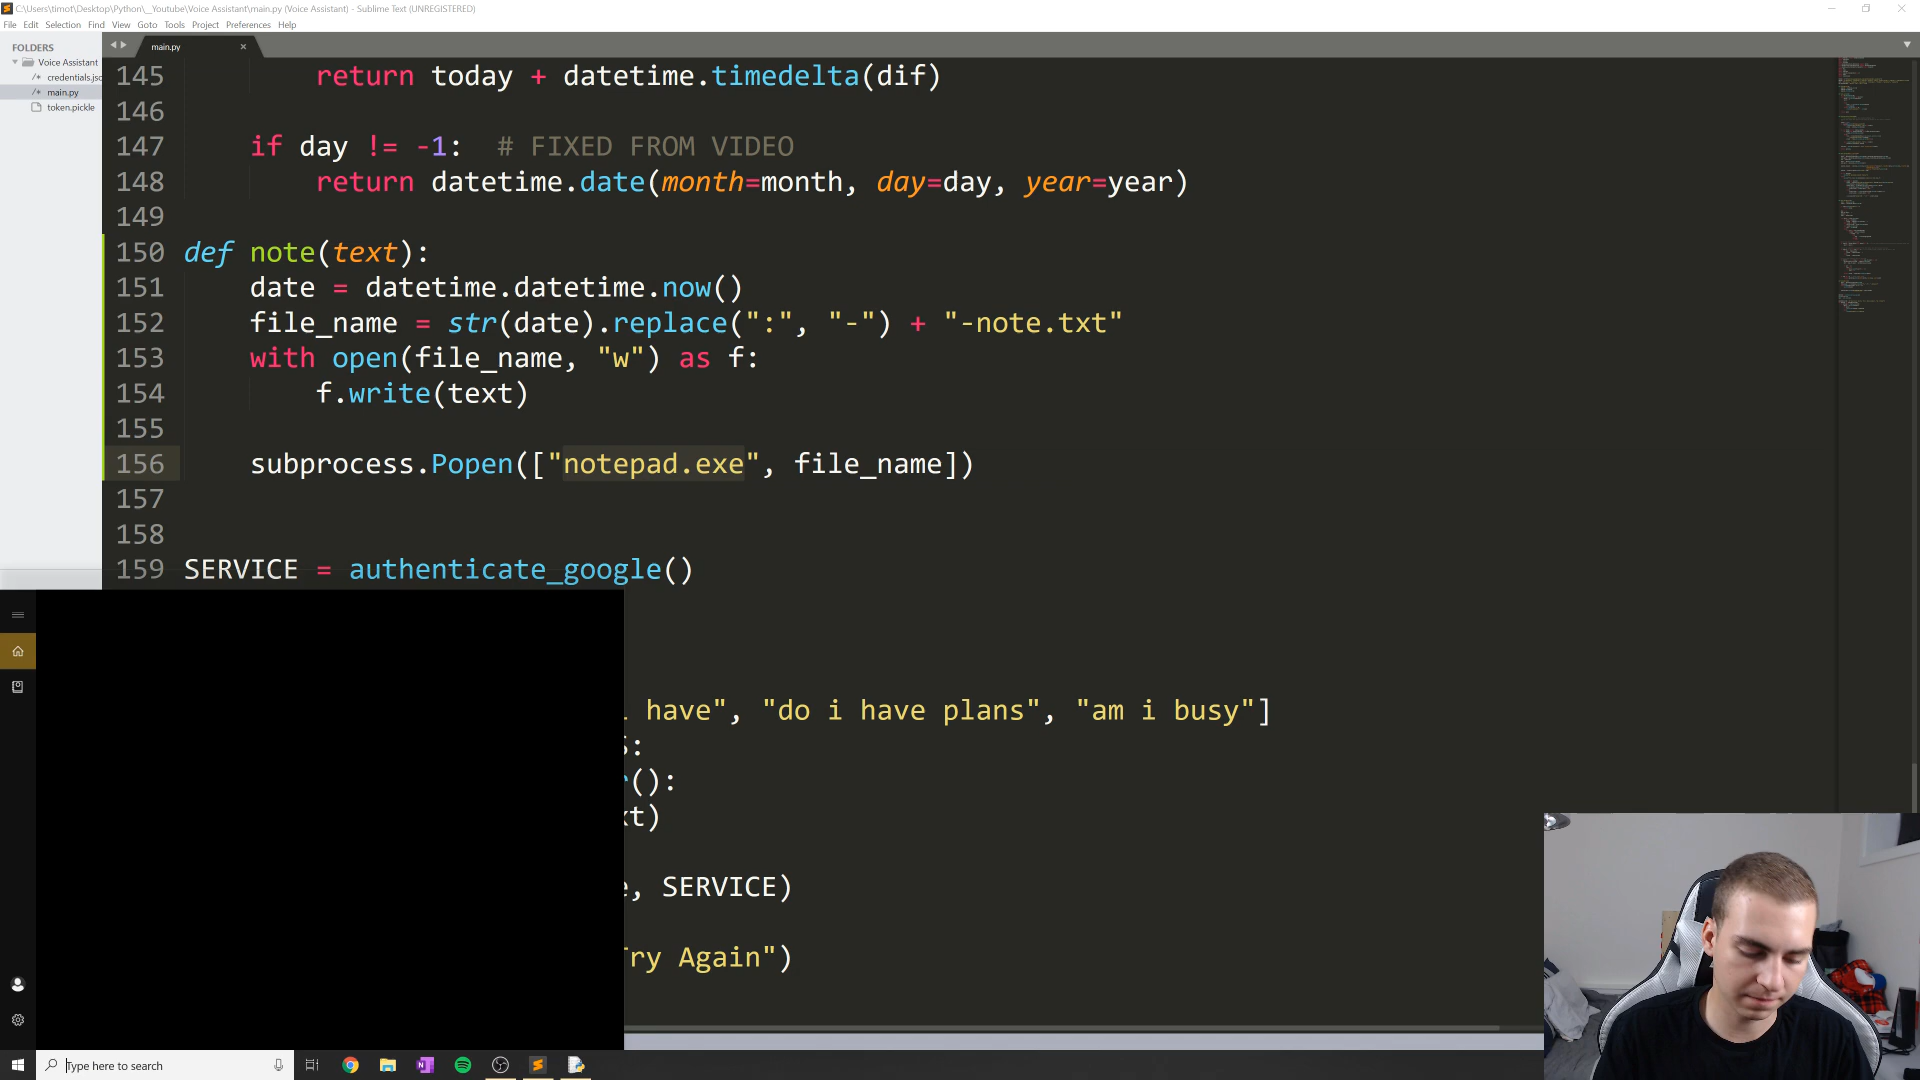 C:\Users\timot\Desktop\Python\__Youtube\Voice Assistant\main.py (Voice Assistant) - Sublime Text (UNREGISTERED)
File Edit Selection Find View Goto Tools Project Preferences Help
FOLDERS
Voice Assistant
/* credentials.jsc
/* main.py
token.pickle
main.py
145 return today + datetime.timedelta(dif)
146
147 if day != -1:  # FIXED FROM VIDEO
148 return datetime.date(month=month, day=day, year=year)
149
150 def note(text):
151 date = datetime.datetime.now()
152 file_name = str(date).replace(":", "-") + "-note.txt"
153 with open(file_name, "w") as f:
154 f.write(text)
155
156 subprocess.Popen(["notepad.exe", file_name])
157
158
159 SERVICE = authenticate_google()
have", "do i have plans", "am i busy"]
:
():
t)
, SERVICE)
ry Again")
Type here to search